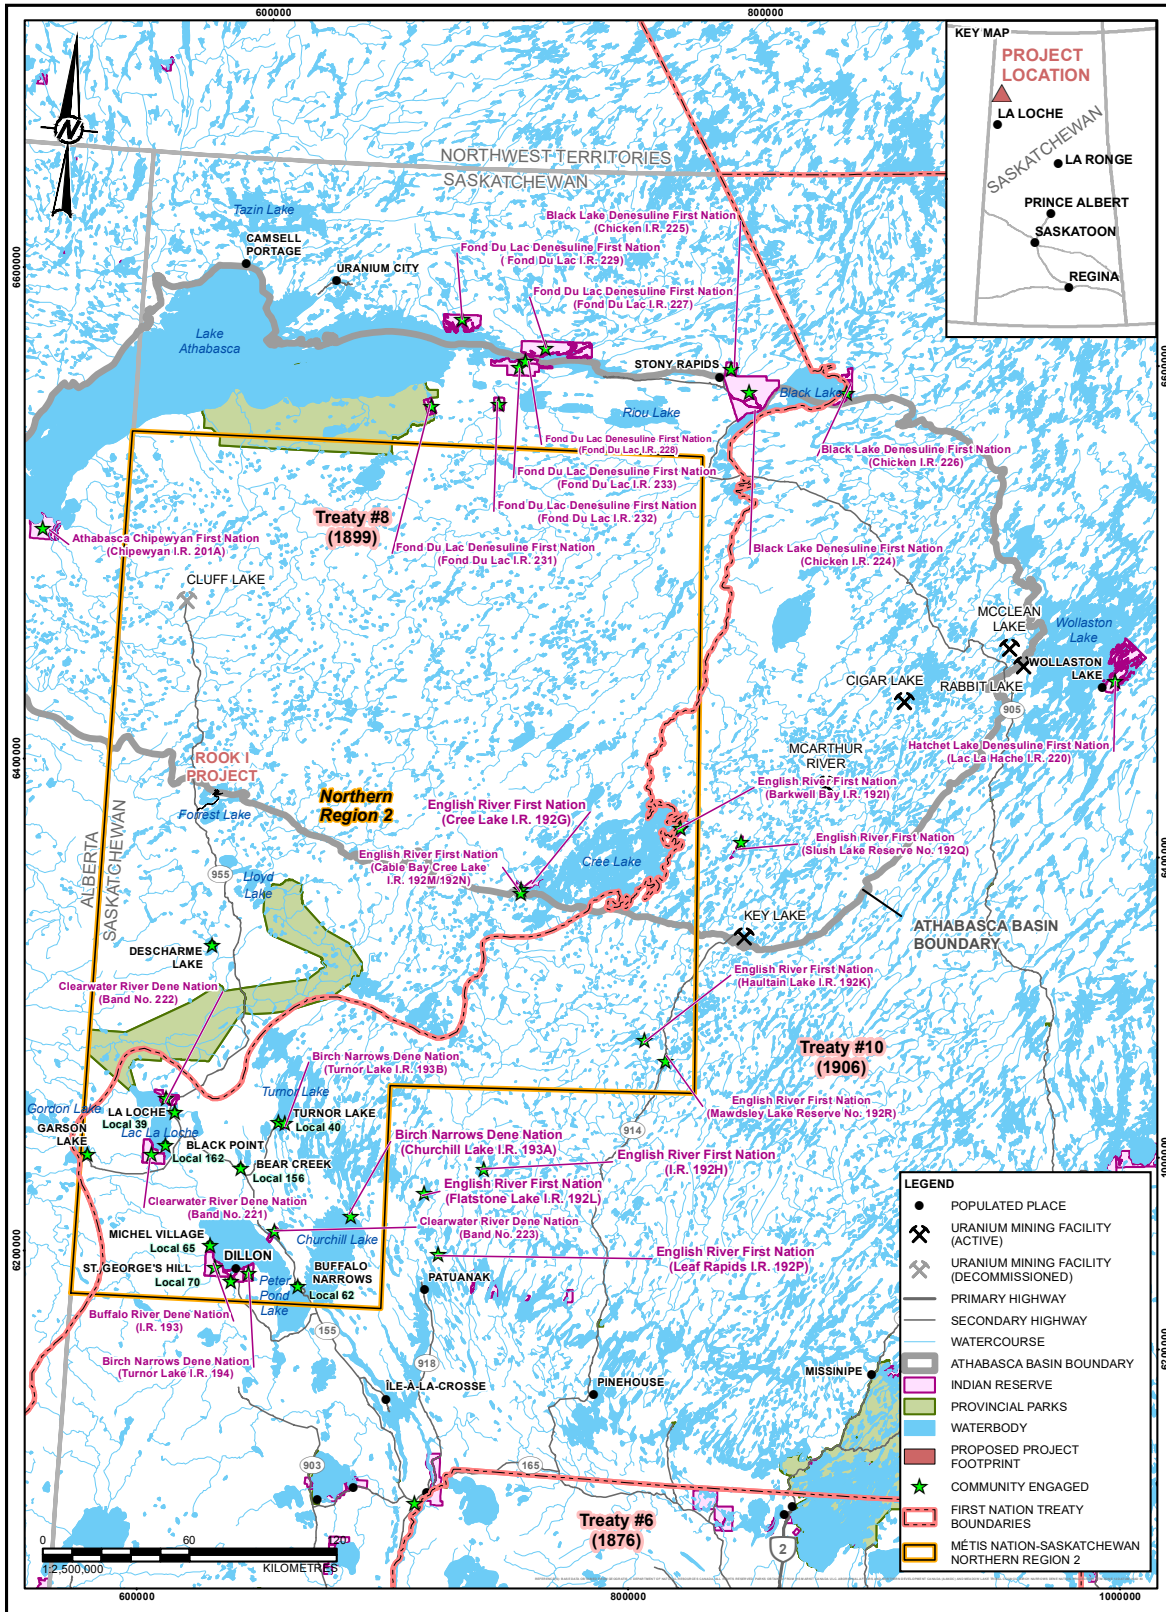 600000
800000
KEY MAP
PROJECT
LOCATION
LA LOCHE
SASKATCHEWAN
LA RONGE
PRINCE ALBERT
SASKATOON
REGINA
N
NORTHWEST TERRITORIES
SASKATCHEWAN
Tazin Lake
CAMSELL
PORTAGE
URANIUM CITY
6600000
6600000
Black Lake Denesuline First Nation
(Chicken I.R. 225)
Fond Du Lac Denesuline First Nation
( Fond Du Lac I.R. 229)
Fond Du Lac Denesuline First Nation
(Fond Du Lac I.R. 227)
Lake
Athabasca
STONY RAPIDS
Black Lake
Riou Lake
Fond Du Lac Denesuline First Nation
(Fond Du Lac I.R. 228)
Black Lake Denesuline First Nation
(Chicken I.R. 226)
Fond Du Lac Denesuline First Nation
(Fond Du Lac I.R. 233)
Fond Du Lac Denesuline First Nation
(Fond Du Lac I.R. 232)
Treaty #8
(1899)
Athabasca Chipewyan First Nation
(Chipewyan I.R. 201A)
Fond Du Lac Denesuline First Nation
(Fond Du Lac I.R. 231)
Black Lake Denesuline First Nation
(Chicken I.R. 224)
CLUFF LAKE
MCCLEAN
LAKE
Wollaston
Lake
WOLLASTON
LAKE
CIGAR LAKE
RABBIT LAKE
905
6400000
6400000
MCARTHUR
RIVER
Hatchet Lake Denesuline First Nation
(Lac La Hache I.R. 220)
ROOK I
PROJECT
Forrest Lake
Northern
Region 2
English River First Nation
(Barkwell Bay I.R. 192I)
English River First Nation
(Cree Lake I.R. 192G)
English River First Nation
(Slush Lake Reserve No. 192Q)
English River First Nation
(Cable Bay Cree Lake
I.R. 192M/192N)
Cree Lake
ALBERTA
SASKATCHEWAN
955
Lloyd
Lake
KEY LAKE
ATHABASCA BASIN
BOUNDARY
DESCHARME
LAKE
English River First Nation
(Haultain Lake I.R. 192K)
Clearwater River Dene Nation
(Band No. 222)
Treaty #10
(1906)
Birch Narrows Dene Nation
(Turnor Lake I.R. 193B)
Turnor Lake
English River First Nation
(Mawdsley Lake Reserve No. 192R)
Gordon Lake
LA LOCHE
Local 39
GARSON
LAKE
Lac La Loche
TURNOR LAKE
Local 40
914
BLACK POINT
Local 162
Birch Narrows Dene Nation
(Churchill Lake I.R. 193A)
BEAR CREEK
Local 156
English River First Nation
(I.R. 192H)
English River First Nation
(Flatstone Lake I.R. 192L)
Clearwater River Dene Nation
(Band No. 221)
Clearwater River Dene Nation
(Band No. 223)
MICHEL VILLAGE
Local 65
Churchill Lake
DILLON
ST. GEORGE'S HILL
Local 70
Peter
Pond
Lake
BUFFALO
NARROWS
Local 62
English River First Nation
(Leaf Rapids I.R. 192P)
PATUANAK
6200000
6200000
Buffalo River Dene Nation
(I.R. 193)
155
918
Birch Narrows Dene Nation
(Turnor Lake I.R. 194)
ÎLE-À-LA-CROSSE
PINEHOUSE
MISSINIPE
903
165
Treaty #6
(1876)
2
0
60
120
1:2,500,000
KILOMETRES
600000
800000
1000000
1000000
LEGEND
POPULATED PLACE
URANIUM MINING FACILITY
(ACTIVE)
URANIUM MINING FACILITY
(DECOMMISSIONED)
PRIMARY HIGHWAY
SECONDARY HIGHWAY
WATERCOURSE
ATHABASCA BASIN BOUNDARY
INDIAN RESERVE
PROVINCIAL PARKS
WATERBODY
PROPOSED PROJECT
FOOTPRINT
COMMUNITY ENGAGED
FIRST NATION TREATY
BOUNDARIES
MÉTIS NATION-SASKATCHEWAN
NORTHERN REGION 2